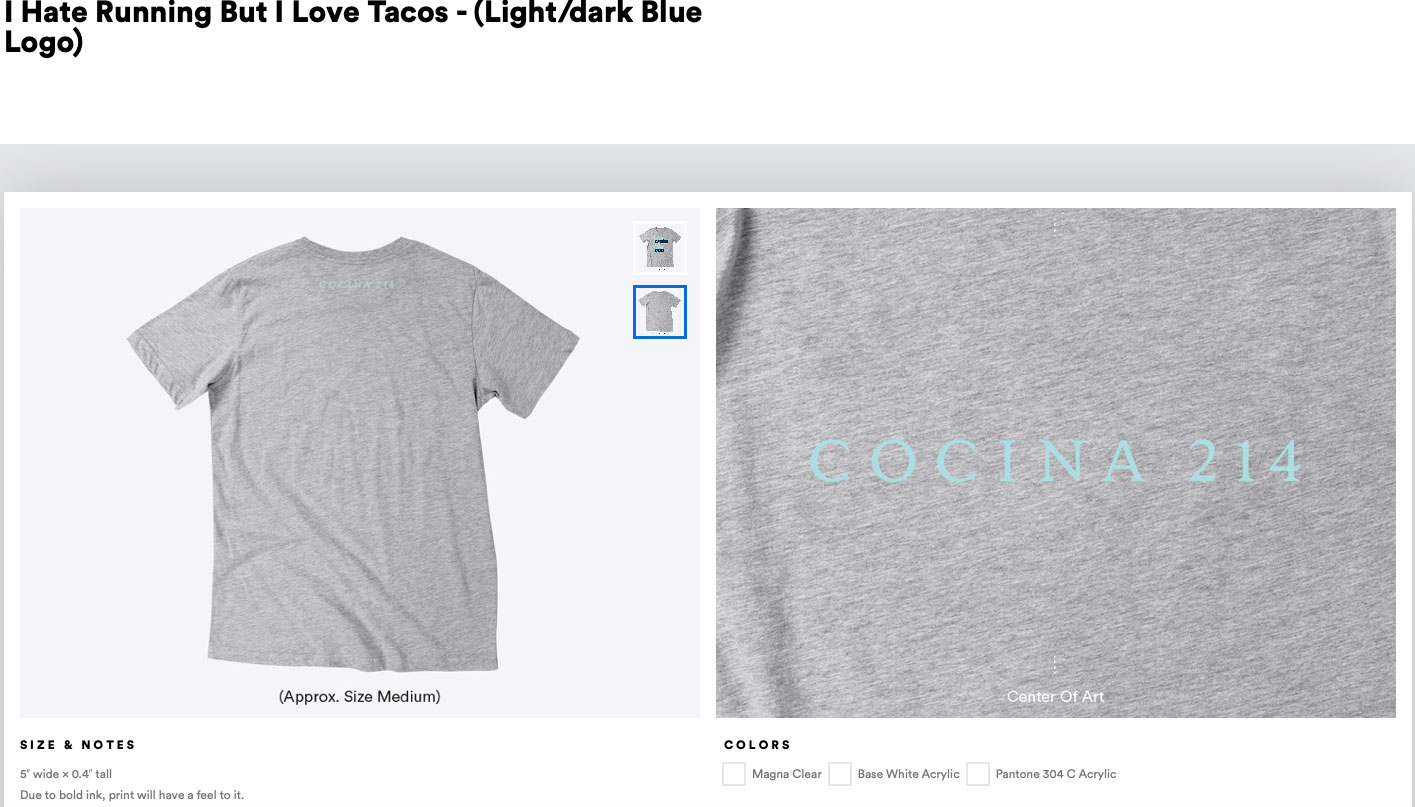 I Hate Running But I Love Tacos - (Light/dark Blue
Logo)
COCINA 214
(Approx. Size Medium)
COCINA 214
Center Of Art
SIZE & NOTES
5" wide × 0.4" tall
Due to bold ink, print will have a feel to it.
COLORS
Magna Clear
Base White Acrylic
Pantone 304 C Acrylic